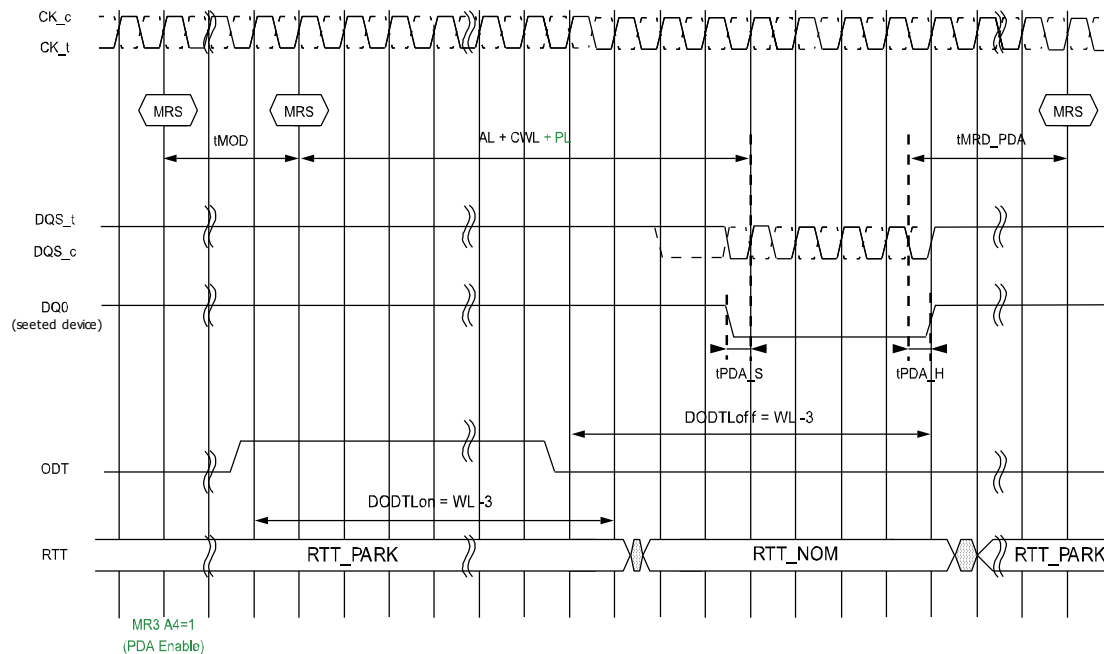 CK_c
CK_t
MRS MRS MRS
tMOD AL + CWL + PL tMRD_PDA
DQS_t
DQS_c
DQ0
(seeted device)
tPDA_S tPDA_H
DODTLoff = WL -3
ODT
DODTLon = WL -3
RTT RTT_PARK RTT_NOM RTT_PARK
MR3 A4=1
(PDA Enable)